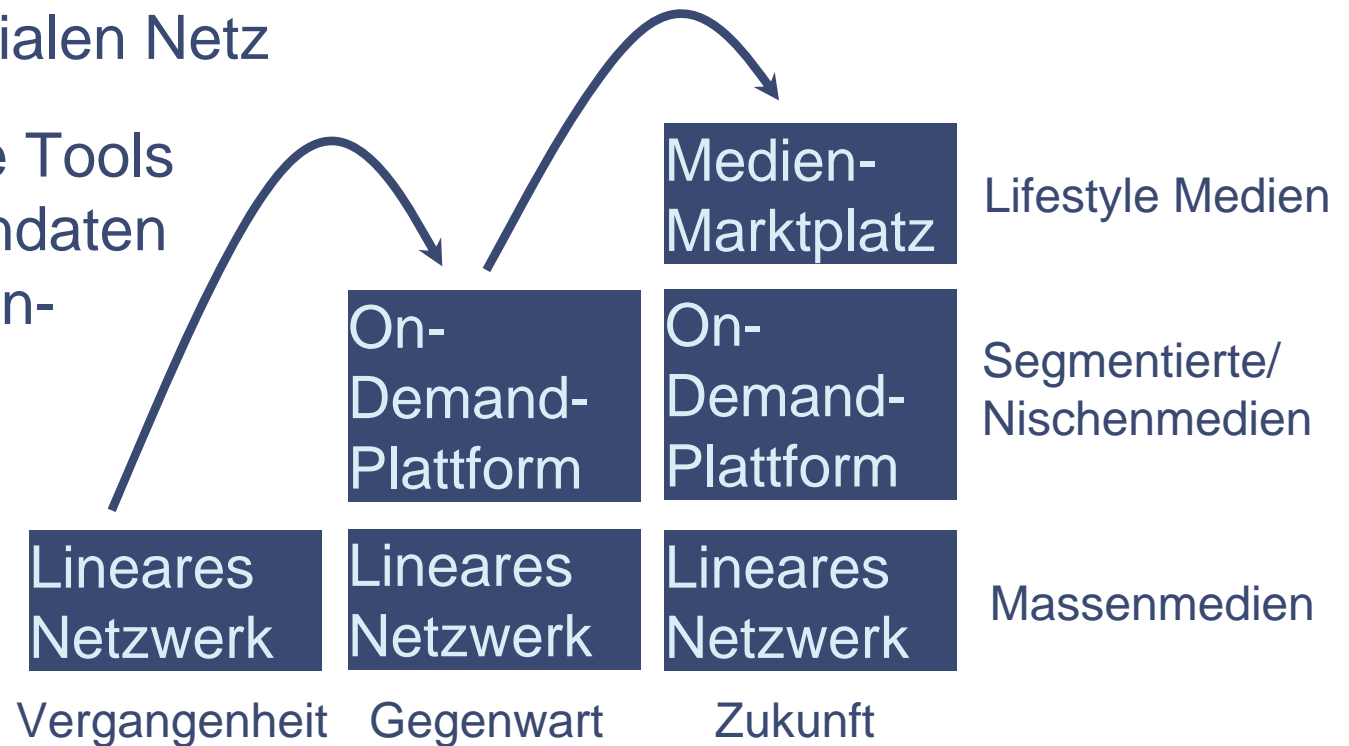 ialen Netz
e Tools
ndaten
n-
Medien-
Marktplatz
Lifestyle Medien
On-
Demand-
Plattform
On-
Demand-
Plattform
Segmentierte/
Nischenmedien
Lineares
Netzwerk
Lineares
Netzwerk
Lineares
Netzwerk
Massenmedien
Vergangenheit Gegenwart Zukunft